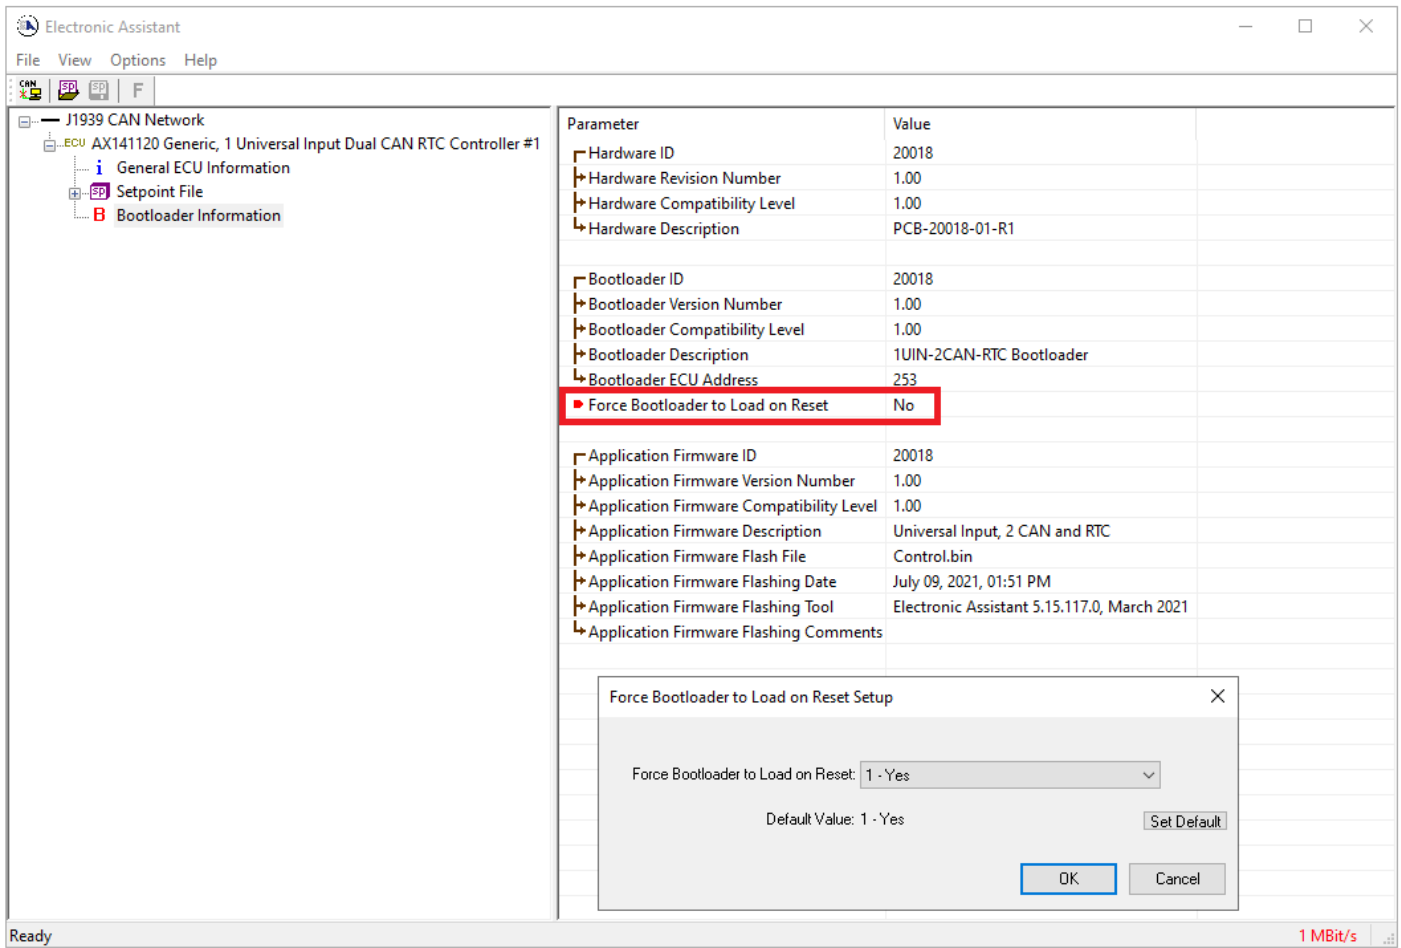 Electronic Assistant
File View Options Help
CAN SP SP F
J1939 CAN Network
ECU AX141120 Generic, 1 Universal Input Dual CAN RTC Controller #1
i General ECU Information
SP Setpoint File
B Bootloader Information
Parameter Value
Hardware ID 20018
Hardware Revision Number 1.00
Hardware Compatibility Level 1.00
Hardware Description PCB-20018-01-R1
Bootloader ID 20018
Bootloader Version Number 1.00
Bootloader Compatibility Level 1.00
Bootloader Description 1UIN-2CAN-RTC Bootloader
Bootloader ECU Address 253
Force Bootloader to Load on Reset No
Application Firmware ID 20018
Application Firmware Version Number 1.00
Application Firmware Compatibility Level 1.00
Application Firmware Description Universal Input, 2 CAN and RTC
Application Firmware Flash File Control.bin
Application Firmware Flashing Date July 09, 2021, 01:51 PM
Application Firmware Flashing Tool Electronic Assistant 5.15.117.0, March 2021
Application Firmware Flashing Comments
Force Bootloader to Load on Reset Setup
Force Bootloader to Load on Reset: 1 - Yes
Default Value: 1 - Yes Set Default
OK Cancel
Ready 1 MBit/s